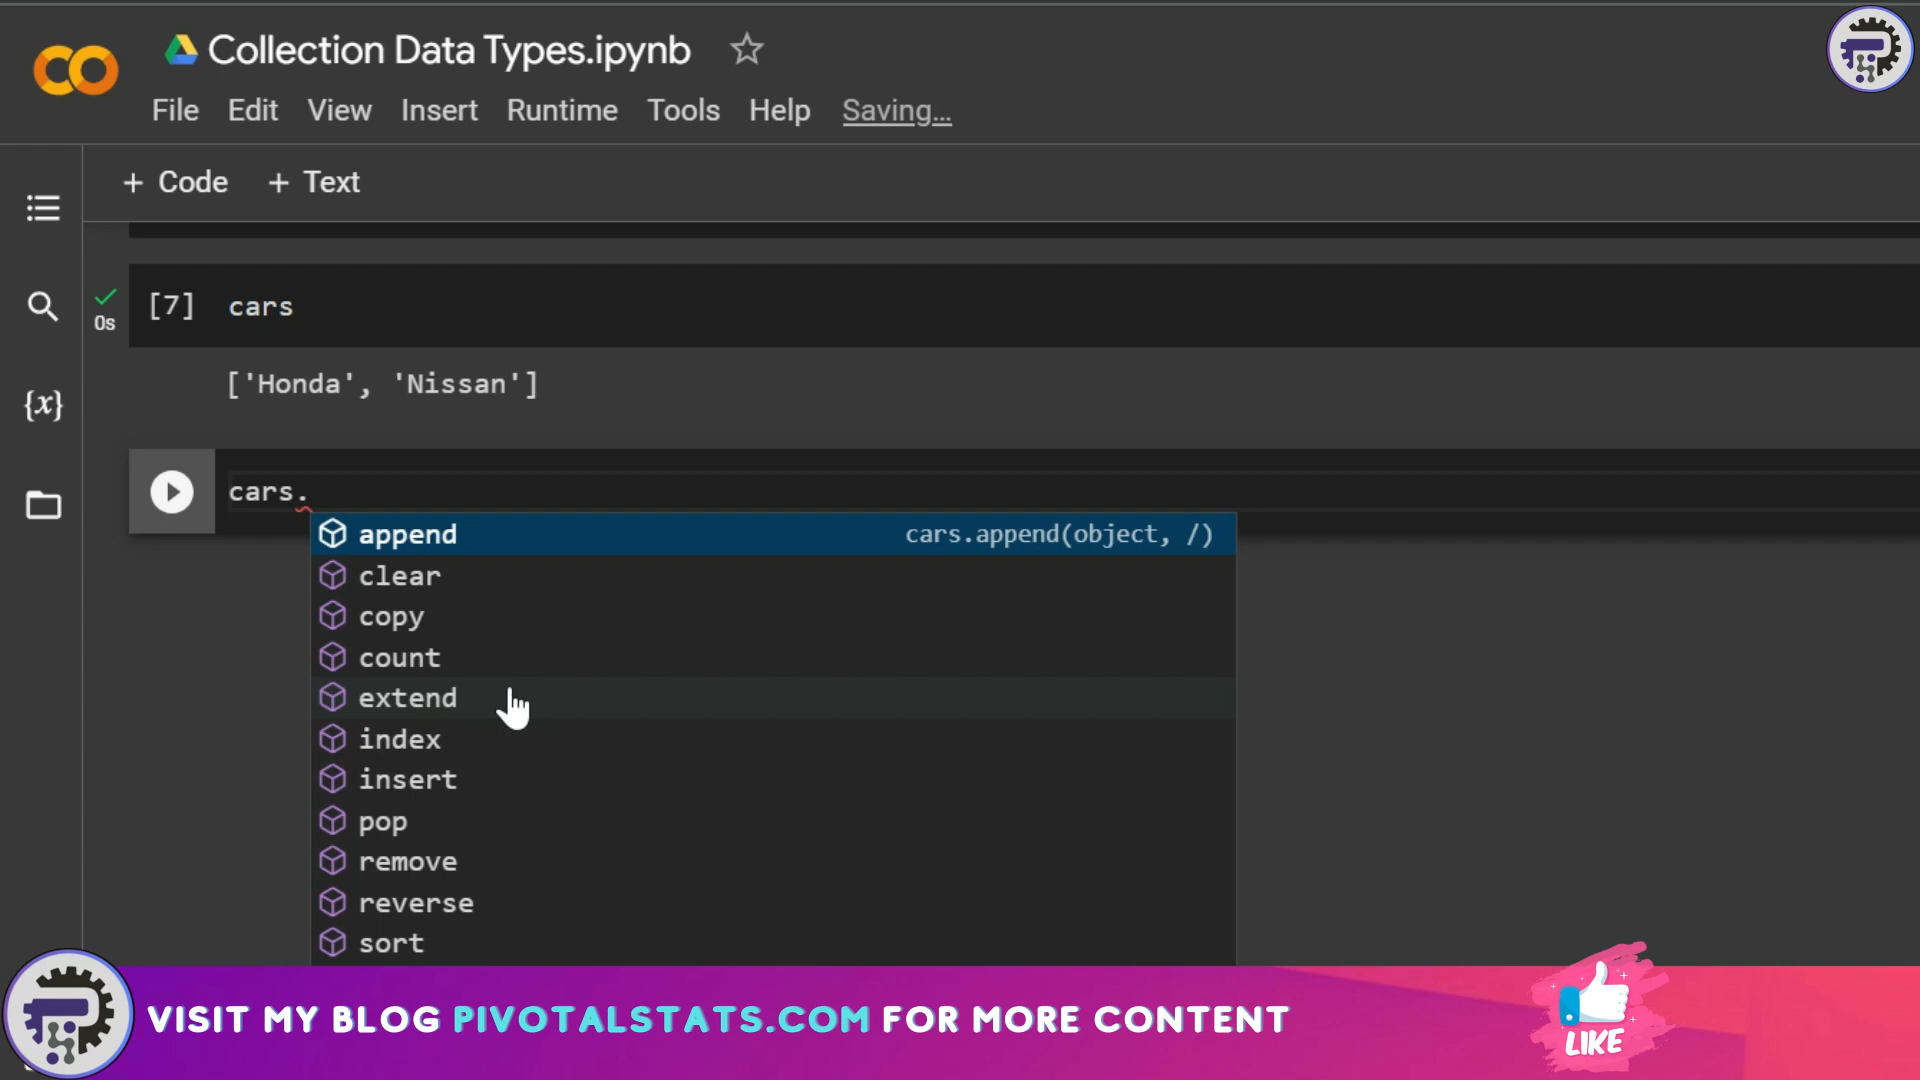 Collection Data Types.ipynb
File Edit View Insert Runtime Tools Help Saving...
+ Code + Text
[7] cars
0s
['Honda', 'Nissan']
{x}
cars.
append cars.append(object, /)
clear
copy
count
extend
index
insert
pop
remove
reverse
sort
VISIT MY BLOG PIVOTALSTATS.COM FOR MORE CONTENT
LIKE